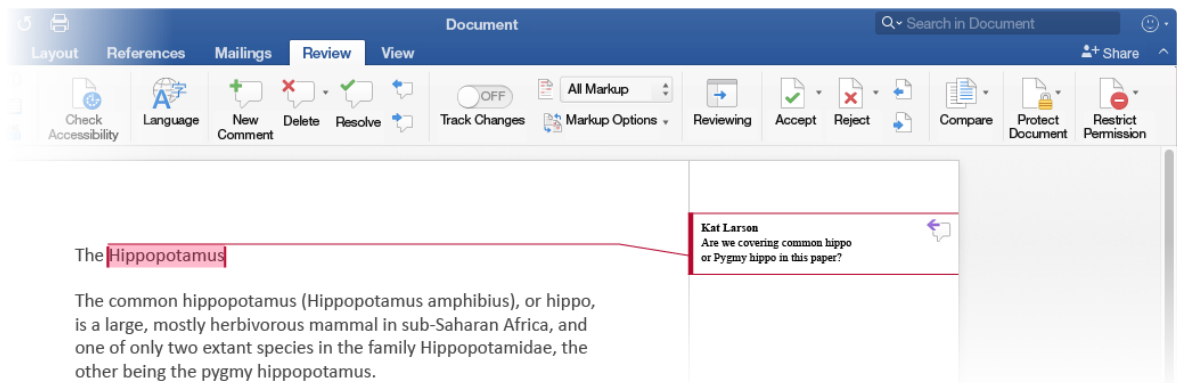 Document
Search in Document
Layout References Mailings Review View
Share
Check Accessibility
Language
New Comment
Delete
Resolve
OFF
Track Changes
All Markup
Markup Options
Reviewing
Accept
Reject
Compare
Protect Document
Restrict Permission
Kat Larson
Are we covering common hippo
or Pygmy hippo in this paper?
The Hippopotamus
The common hippopotamus (Hippopotamus amphibius), or hippo,
is a large, mostly herbivorous mammal in sub-Saharan Africa, and
one of only two extant species in the family Hippopotamidae, the
other being the pygmy hippopotamus.